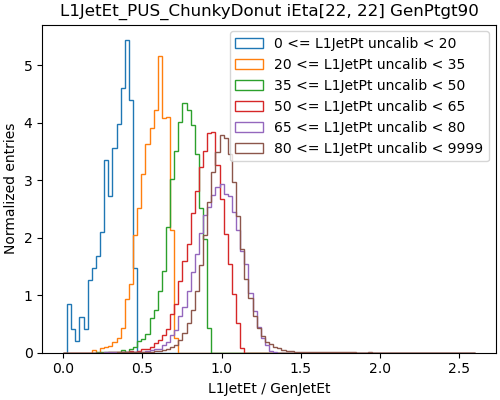 L1JetEt_PUS_ChunkyDonut iEta[22, 22] GenPtgt90
0 <= L1JetPt uncalib < 20
20 <= L1JetPt uncalib < 35
35 <= L1JetPt uncalib < 50
50 <= L1JetPt uncalib < 65
65 <= L1JetPt uncalib < 80
80 <= L1JetPt uncalib < 9999
Normalized entries
5
4
3
2
1
0
0.0 0.5 1.0 1.5 2.0 2.5
L1JetEt / GenJetEt